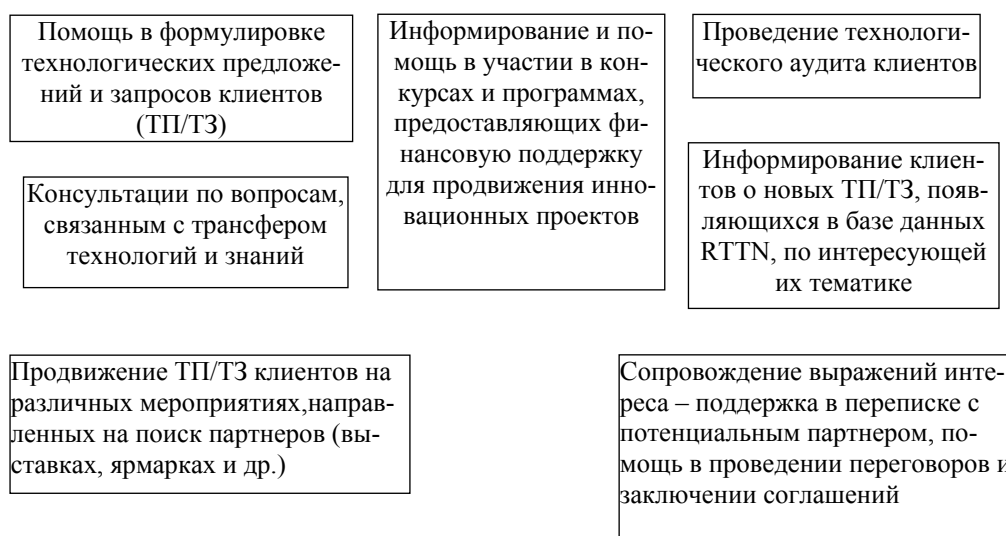 Помощь в формулировке
технологических предложе-
ний и запросов клиентов
(ТП/ТЗ)
Информирование и по-
мощь в участии в кон-
курсах и программах,
предоставляющих фи-
нансовую поддержку
для продвижения инно-
вационных проектов
Проведение технологи-
ческого аудита клиентов
Консультации по вопросам,
связанным с трансфером
технологий и знаний
Информирование клиен-
тов о новых ТП/ТЗ, появ-
ляющихся в базе данных
RTTN, по интересующей
их тематике
Продвижение ТП/ТЗ клиентов на
различных мероприятиях,направ-
ленных на поиск партнеров (вы-
ставках, ярмарках и др.)
Сопровождение выражений инте-
реса – поддержка в переписке с
потенциальным партнером, по-
мощь в проведении переговоров и
заключении соглашений